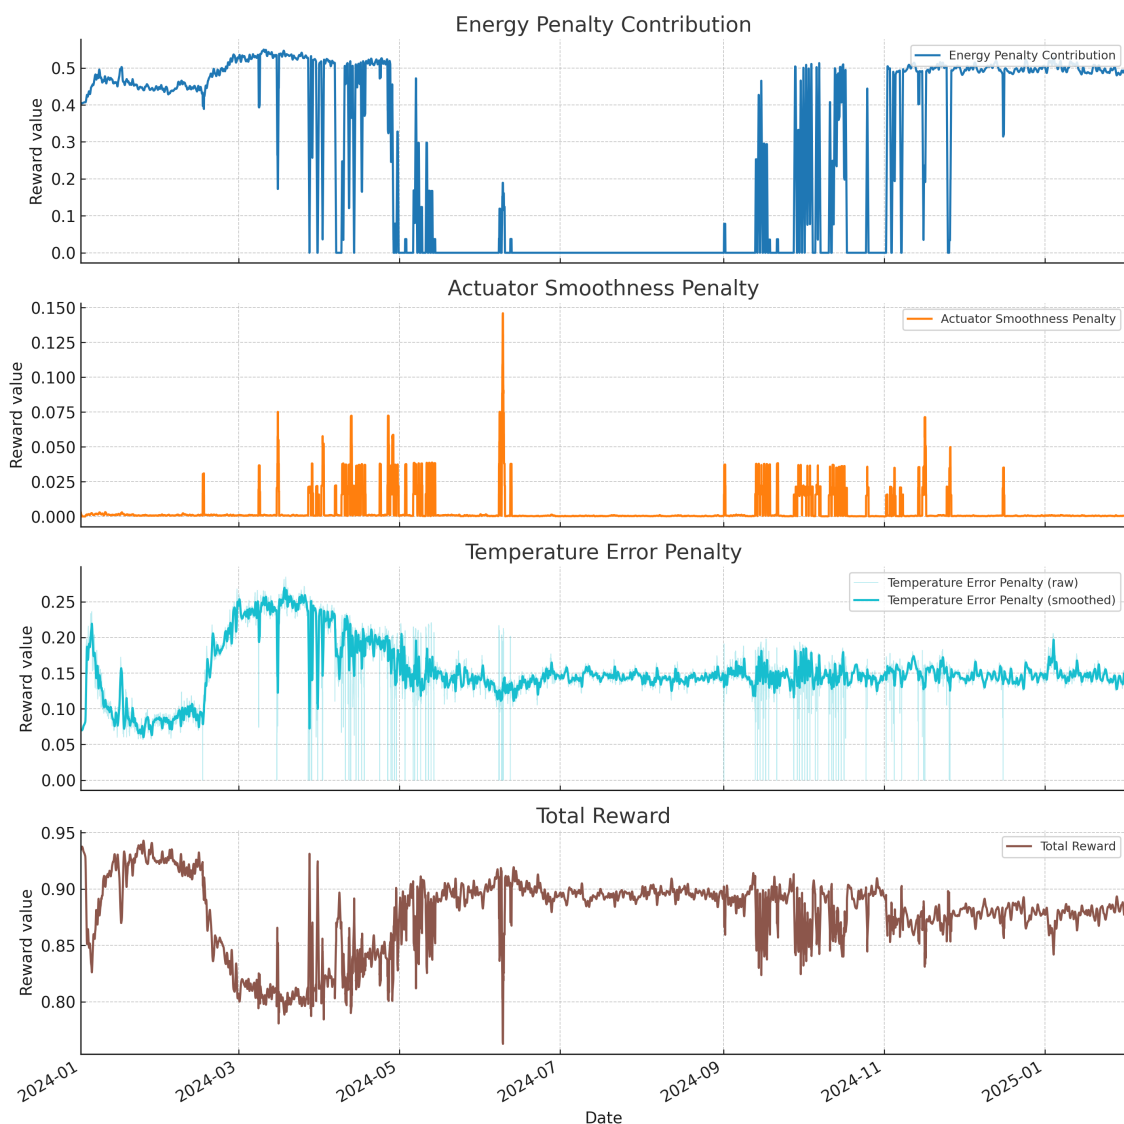 Energy Penalty Contribution
Energy Penalty Contribution
Reward value
0.5
0.4
0.3
0.2
0.1
0.0
Actuator Smoothness Penalty
Actuator Smoothness Penalty
Reward value
0.150
0.125
0.100
0.075
0.050
0.025
0.000
Temperature Error Penalty
Temperature Error Penalty (raw)
Temperature Error Penalty (smoothed)
Reward value
0.25
0.20
0.15
0.10
0.05
0.00
Total Reward
Total Reward
Reward value
0.95
0.90
0.85
0.80
2024-01
2024-03
2024-05
2024-07
2024-09
2024-11
2025-01
Date